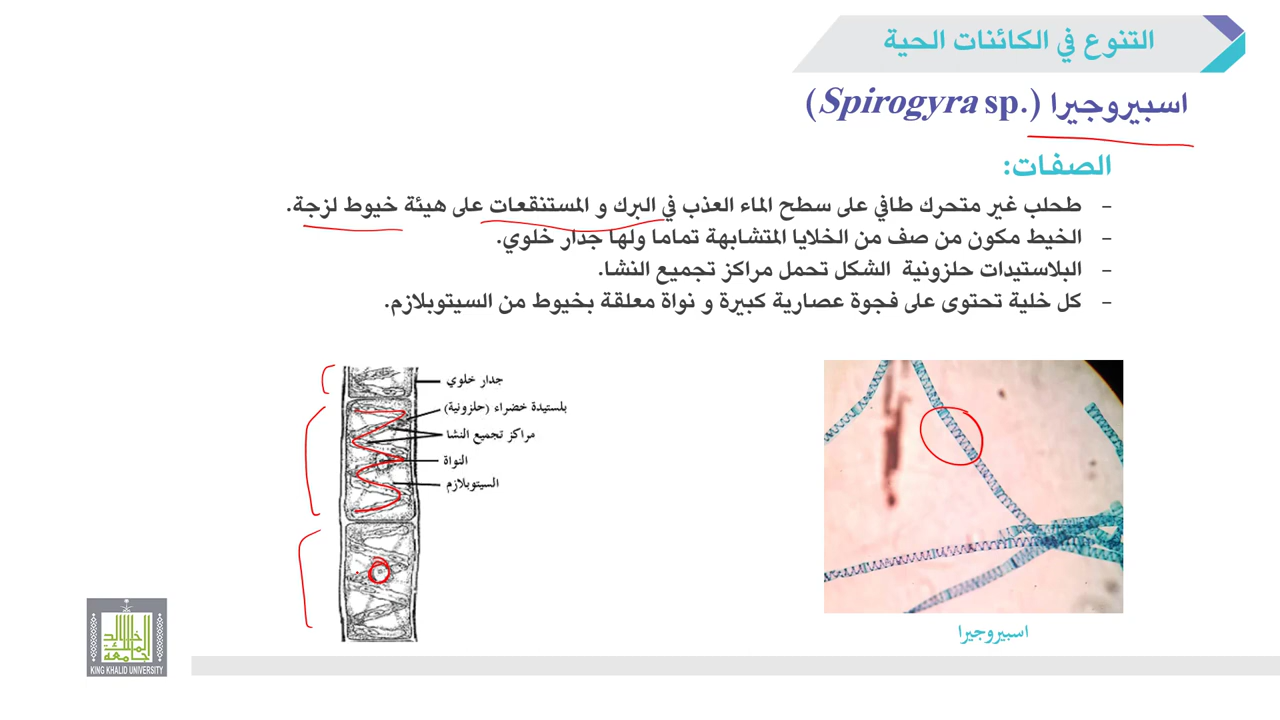 التنوع في الكائنات الحية
اسبيروجيرا (Spirogyra sp.)
الصفات:
- طحلب غير متحرك طافي على سطح الماء العذب في البرك و المستنقعات على هيئة خيوط لزجة.
- الخيط مكون من صف من الخلايا المتشابهة تماما ولها جدار خلوي.
- البلاستيدات حلزونية الشكل تحمل مراكز تجميع النشا.
- كل خلية تحتوى على فجوة عصارية كبيرة و نواة معلقة بخيوط من السيتوبلازم.
جدار خلوي
بلستيدة خضراء (حلزونية)
مراكز تجميع النشا
النواة
السيتوبلازم
اسبيروجيرا
جامعة الملك خالد
KING KHALID UNIVERSITY